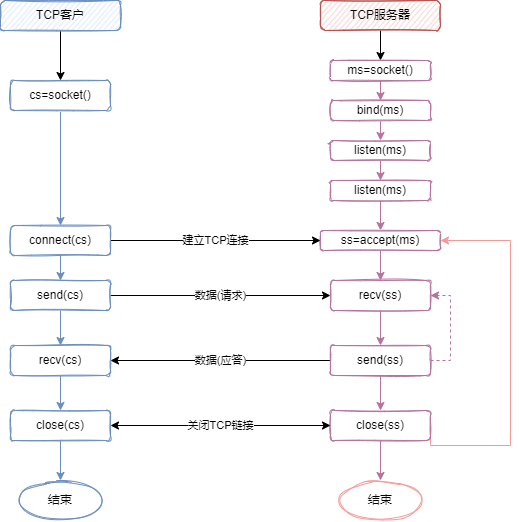 TCP客户
TCP服务器
ms=socket()
cs=socket()
bind(ms)
listen(ms)
listen(ms)
connect(cs)
建立TCP连接
ss=accept(ms)
send(cs)
数据(请求)
recv(ss)
recv(cs)
数据(应答)
send(ss)
close(cs)
关闭TCP链接
close(ss)
结束
结束